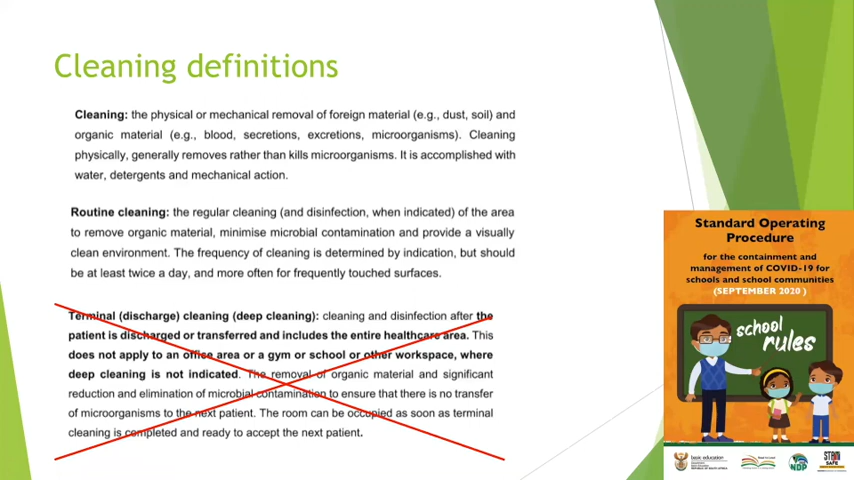 Cleaning definitions
Cleaning: the physical or mechanical removal of foreign material (e.g., dust, soil) and
organic material (e.g., blood, secretions, excretions, microorganisms). Cleaning
physically, generally removes rather than kills microorganisms. It is accomplished with
water, detergents and mechanical action.
Routine cleaning: the regular cleaning (and disinfection, when indicated) of the area
to remove organic material, minimise microbial contamination and provide a visually
clean environment. The frequency of cleaning is determined by indication, but should
be at least twice a day, and more often for frequently touched surfaces.
Terminal (discharge) cleaning (deep cleaning): cleaning and disinfection after the
patient is discharged or transferred and includes the entire healthcare area. This
does not apply to an office area or a gym or school or other workspace, where
deep cleaning is not indicated. The removal of organic material and significant
reduction and elimination of microbial contamination to ensure that there is no transfer
of microorganisms to the next patient. The room can be occupied as soon as terminal
cleaning is completed and ready to accept the next patient.
Standard Operating
Procedure
for the containment and
management of COVID-19 for
schools and school communities
(SEPTEMBER 2020 )
school
rules
basic education
NDP
STAY
SAFE